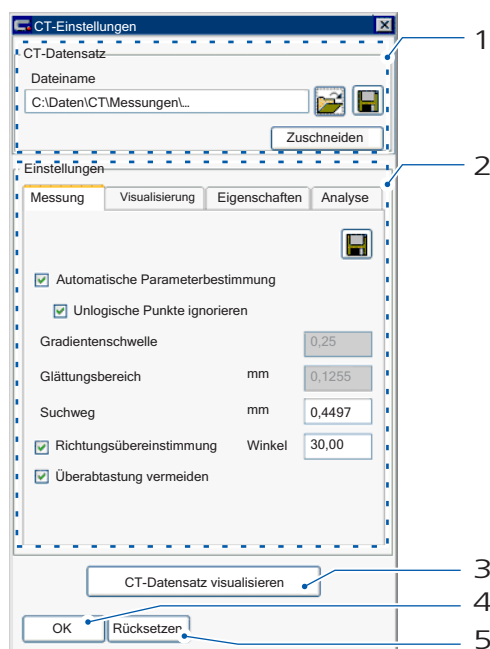 CT-Einstellungen
1
CT-Datensatz
Dateiname
C:\Daten\CT\Messungen\...
Zuschneiden
2
Einstellungen
Messung Visualisierung Eigenschaften Analyse
Automatische Parameterbestimmung
Unlogische Punkte ignorieren
Gradientenschwelle 0,25
Glättungsbereich mm 0,1255
Suchweg mm 0,4497
Richtungsübereinstimmung Winkel 30,00
Überabtastung vermeiden
CT-Datensatz visualisieren
3
4
OK Rücksetzen
5